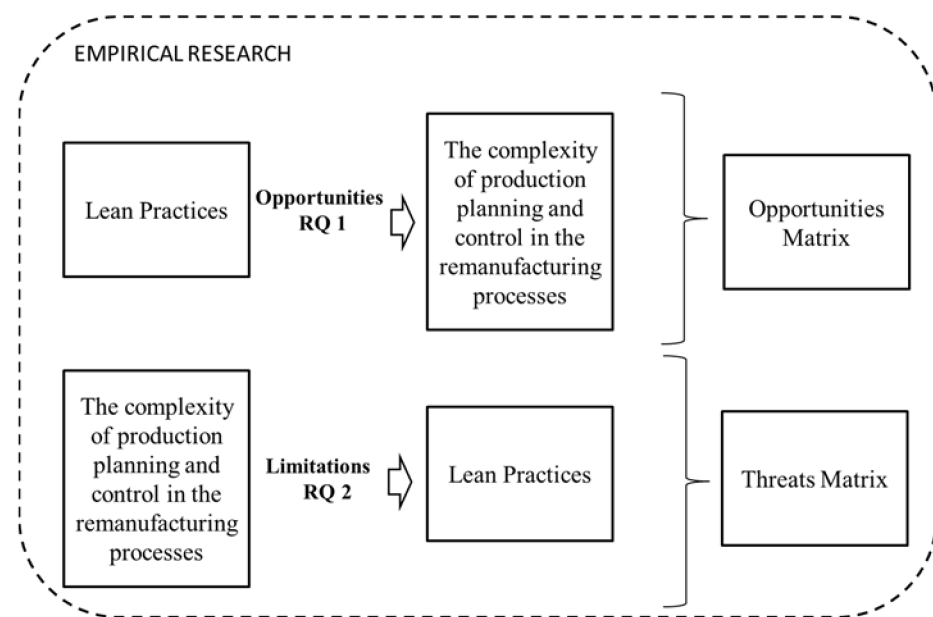 EMPIRICAL RESEARCH
Lean Practices
Opportunities
RQ 1
The complexity
of production
planning and
control in the
remanufacturing
processes
Opportunities
Matrix
The complexity
of production
planning and
control in the
remanufacturing
processes
Limitations
RQ 2
Lean Practices
Threats Matrix